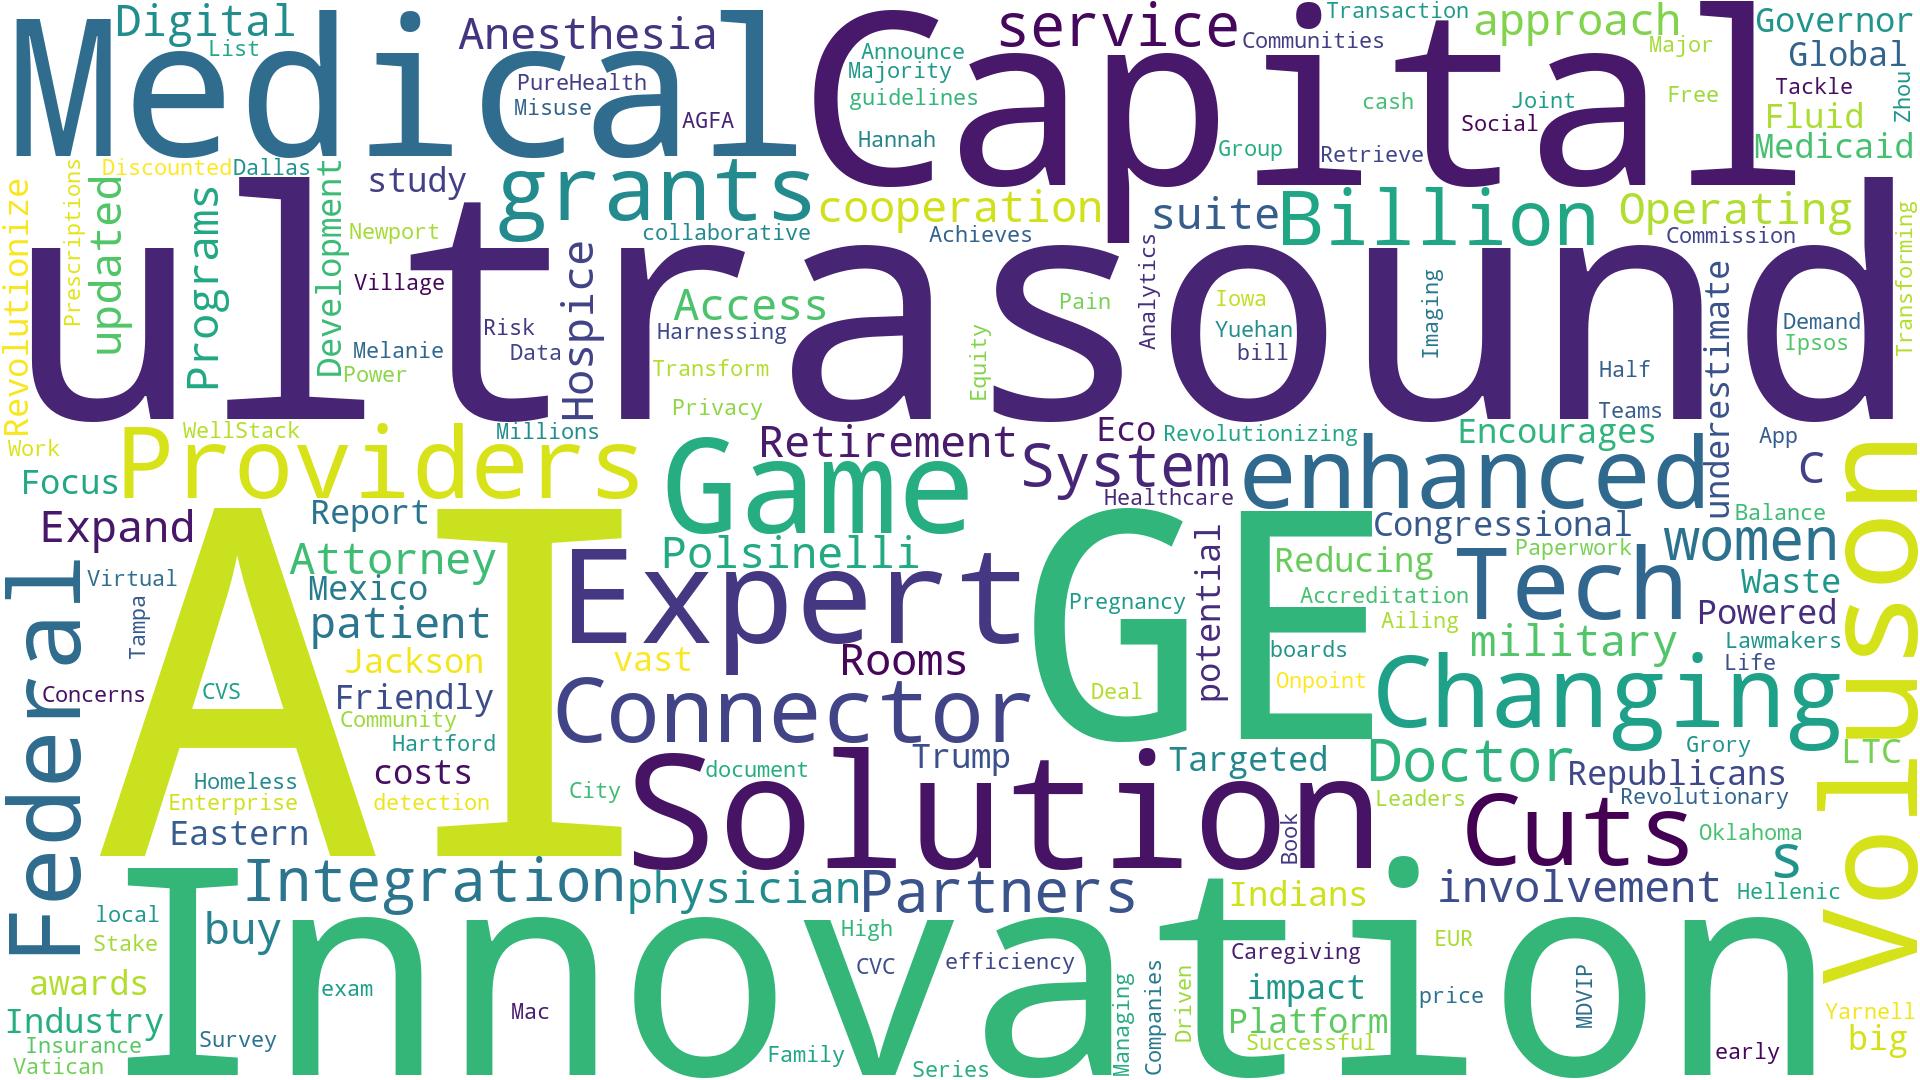 Medical
Capital
ultrasound
AI
GE
Innovation
Solution
Expert
Connector
Game
Changing
Federal
voluson
Providers
enhanced
Tech
Cuts
Integration
Partners
grants
Billion
Digital
List
Anesthesia
PureHealth
Misuse
AGFA
service
Announce
Majority
guidelines
Hannah
Transaction
Communities
approach
Major
Governor
Global
Tackle
Zhou
cash
Joint
Free
Social
Fluid
Medicaid
Group
Retrieve
Discounted
Dallas
study
Revolutionize
Prescriptions
updated
Programs
Development
Newport
collaborative
cooperation
Achieves
suite
Operating
Commission
Transforming
Village
Hospice
Access
Harnessing
Risk
Data
Melanie
Power
Transform
Privacy
Equity
Pain
Analytics
Iowa
Yuehan
bill
Imaging
Demand
Ipsos
Half
Teams
underestimate
Work
WellStack
Millions
Retirement
Eco
Revolutionizing
Encourages
App
Focus
System
Healthcare
C
Expand
Report
Balance
Congressional
Paperwork
women
Attorney
Polsinelli
Virtual
Mexico
patient
Tampa
Reducing
Waste
Accreditation
Pregnancy
potential
Ailing
Powered
Lawmakers
Life
military
boards
Onpoint
Deal
Jackson
vast
Rooms
Concerns
CVS
Friendly
Community
Hartford
costs
detection
Homeless
Enterprise
Eastern
City
document
Trump
Targeted
Doctor
Grory
LTC
Republicans
Leaders
Revolutionary
Book
Oklahoma
s
physician
Indians
involvement
Hellenic
local
Stake
buy
High
CVC
efficiency
Caregiving
EUR
awards
exam
impact
price
MDVIP
Industry
Mac
Platform
Yarnell
Insurance
Survey
Managing
Companies
Driven
Successful
big
Vatican
Family
Series
early